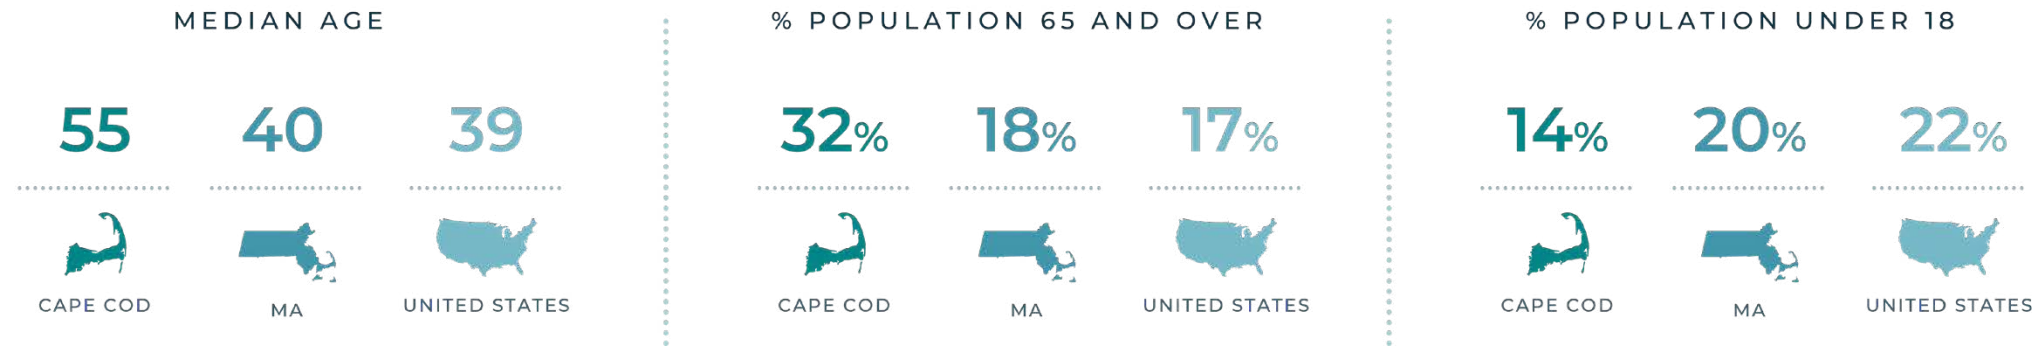 MEDIAN AGE
55 40 39
CAPE COD MA UNITED STATES
% POPULATION 65 AND OVER
32% 18% 17%
CAPE COD MA UNITED STATES
% POPULATION UNDER 18
14% 20% 22%
CAPE COD MA UNITED STATES